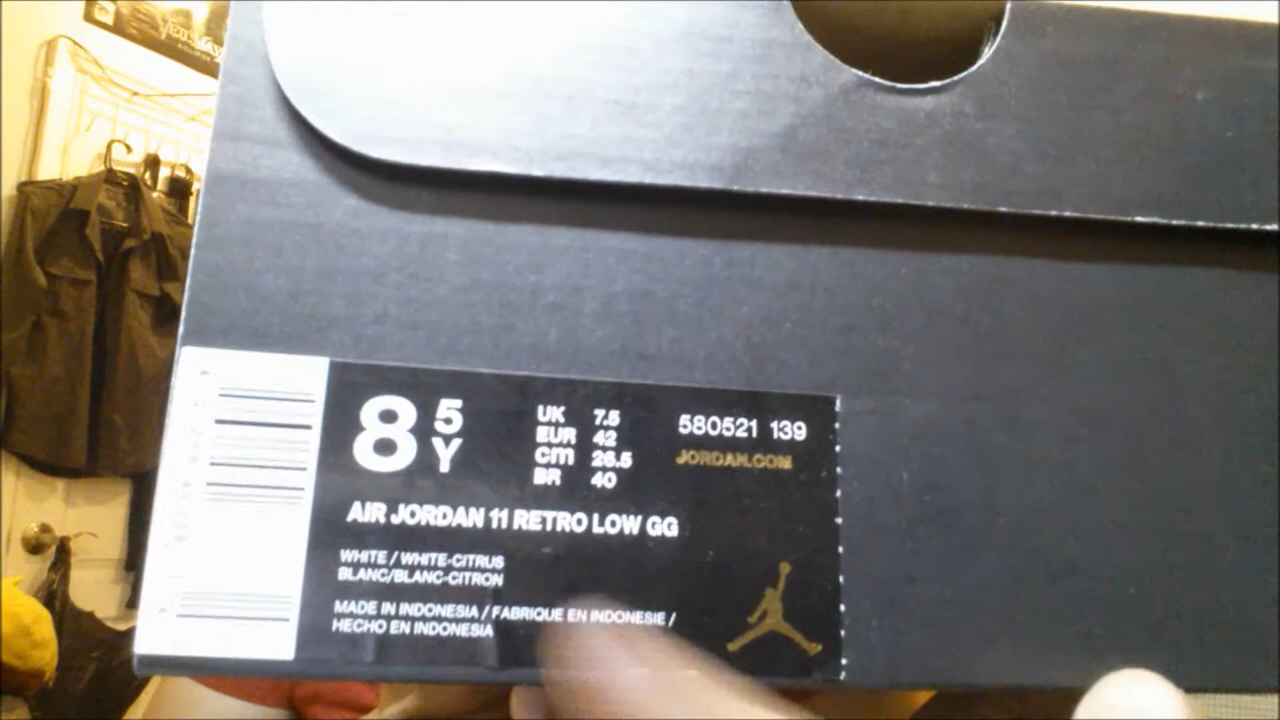 8 5 Y
UK 7.5
EUR 42
cm 26.5
BR 40
580521 139
JORDAN.COM
AIR JORDAN 11 RETRO LOW GG
WHITE / WHITE-CITRUS
BLANC/BLANC-CITRON
MADE IN INDONESIA / FABRIQUE EN INDONESIE /
HECHO EN INDONESIA